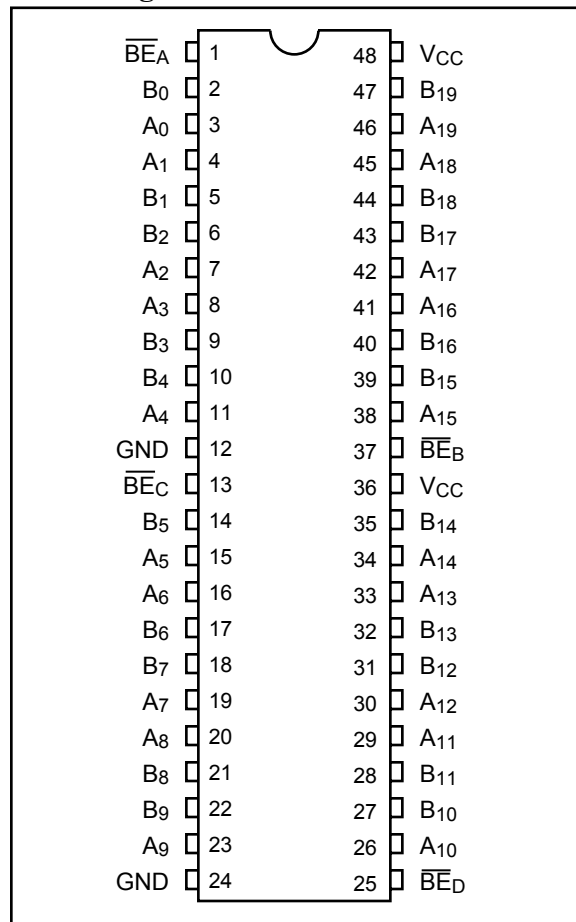 B̅E̅A 1 48 VCC
B0 2 47 B19
A0 3 46 A19
A1 4 45 A18
B1 5 44 B18
B2 6 43 B17
A2 7 42 A17
A3 8 41 A16
B3 9 40 B16
B4 10 39 B15
A4 11 38 A15
GND 12 37 B̅E̅B
B̅E̅C 13 36 VCC
B5 14 35 B14
A5 15 34 A14
A6 16 33 A13
B6 17 32 B13
B7 18 31 B12
A7 19 30 A12
A8 20 29 A11
B8 21 28 B11
B9 22 27 B10
A9 23 26 A10
GND 24 25 B̅E̅D